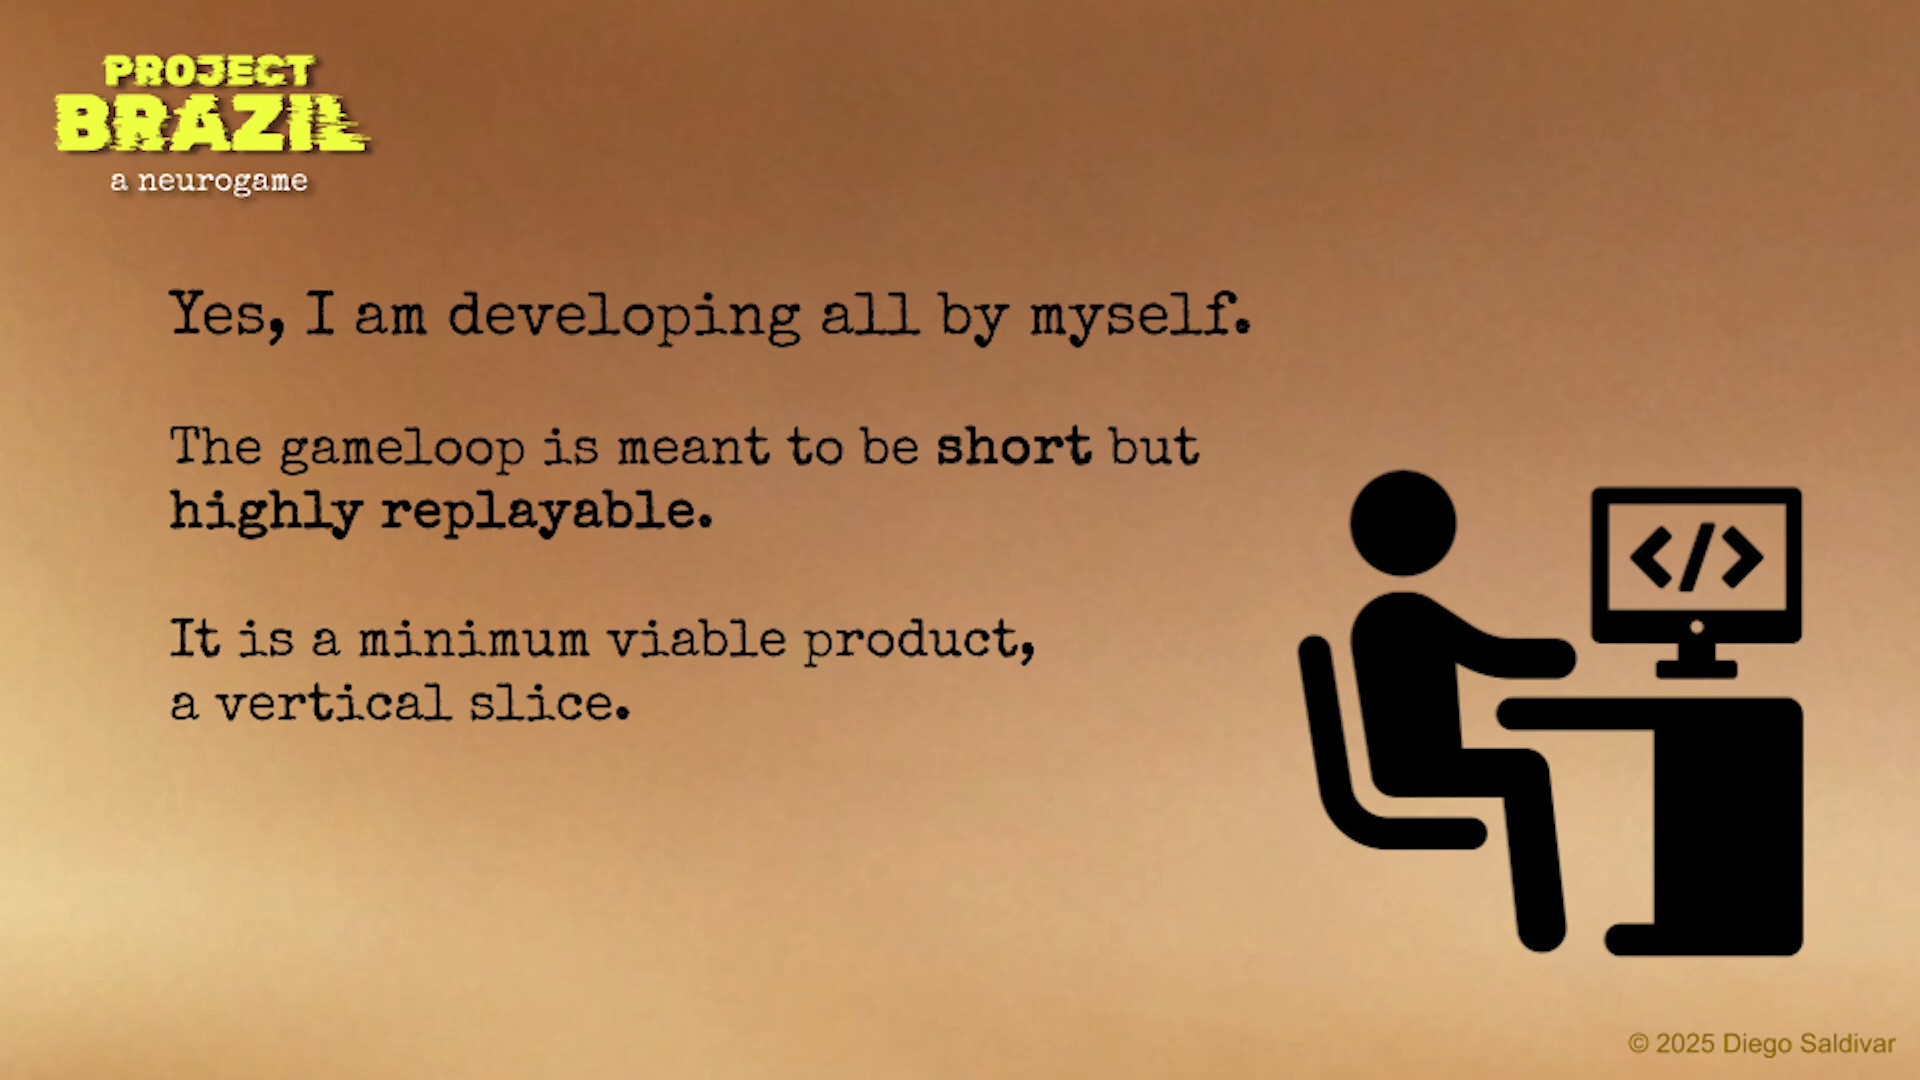 PROJECT
BRAZIL
a neurogame
Yes, I am developing all by myself.
The gameloop is meant to be short but
highly replayable.
It is a minimum viable product,
a vertical slice.
</>
© 2025 Diego Saldivar